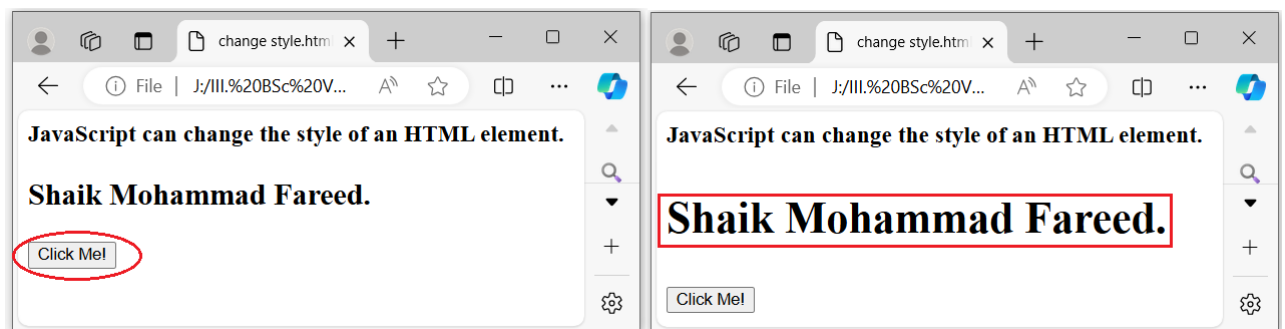 change style.htm
File | J:/III.%20BSc%20V...
JavaScript can change the style of an HTML element.
Shaik Mohammad Fareed.
Click Me!
change style.htm
File | J:/III.%20BSc%20V...
JavaScript can change the style of an HTML element.
Shaik Mohammad Fareed.
Click Me!